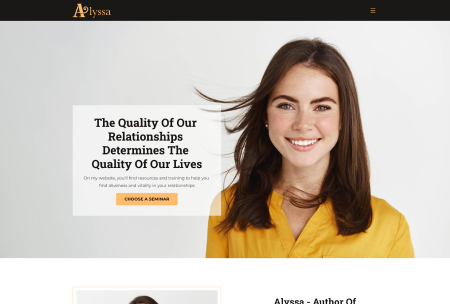 Alyssa
The Quality Of Our
Relationships
Determines The
Quality Of Our Lives
On my website, you'll find resources and training to help you
find aliveness and vitality in your relationships
CHOOSE A SEMINAR
Alyssa - Author Of